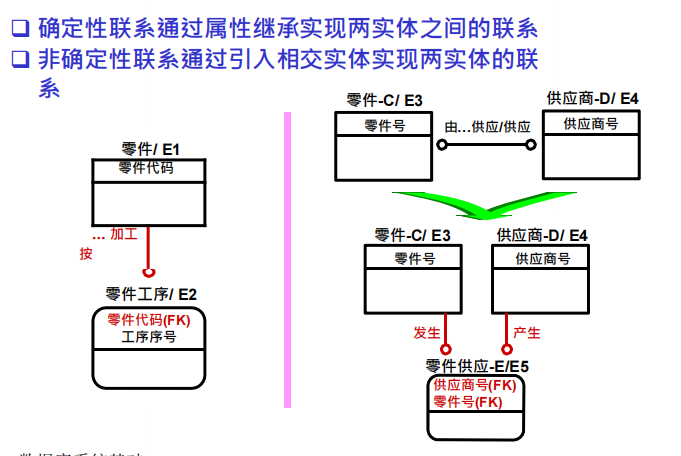 ❑ 确定性联系通过属性继承实现两实体之间的联系
❑ 非确定性联系通过引入相交实体实现两实体的联
系
零件/ E1
零件代码
... 加工
按
零件工序/ E2
零件代码(FK)
工序序号
零件-C/ E3
零件号
由...供应/供应
供应商-D/ E4
供应商号
零件-C/ E3
零件号
供应商-D/ E4
供应商号
发生
产生
零件供应-E/E5
供应商号(FK)
零件号(FK)